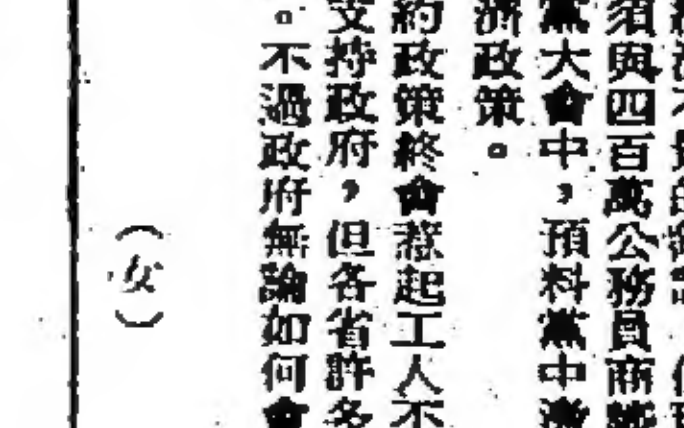 須與四百萬公務員商
黨大會中，預料黨中
濟政策。
約政策終會惹起工人不
支持政府，但各省許多
。不過政府無論如何會
（女）